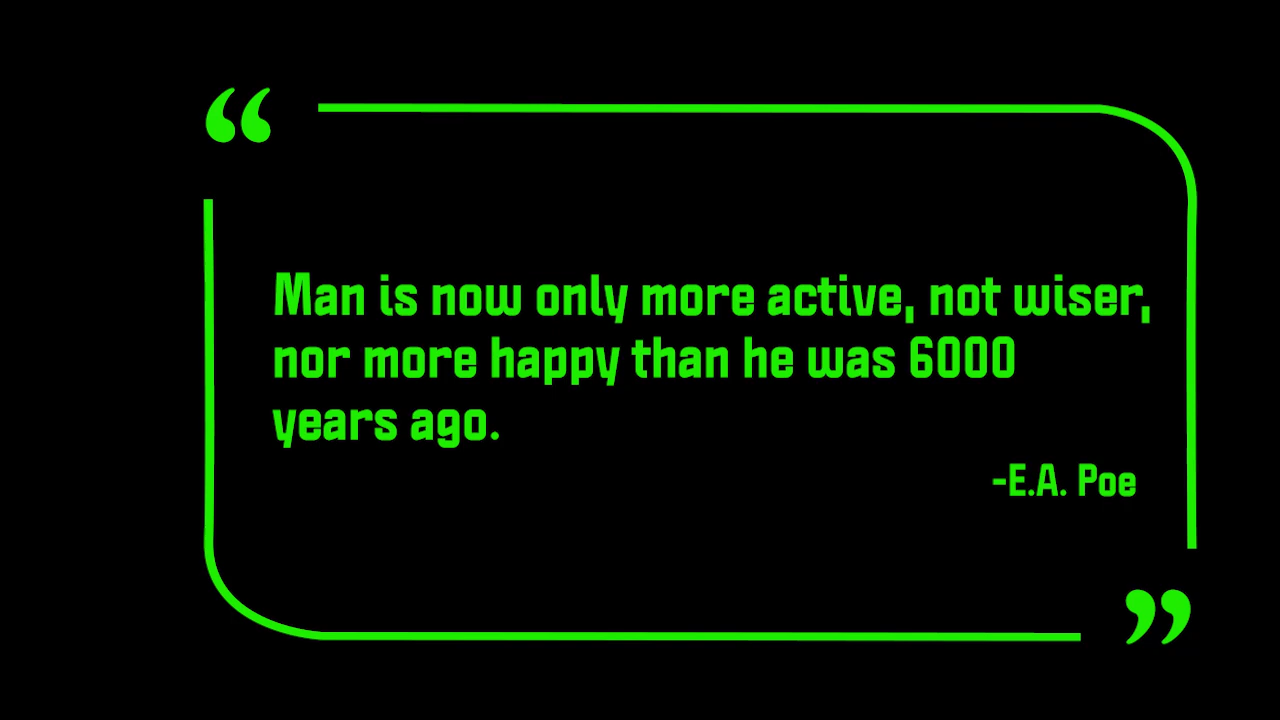 “
Man is now only more active, not wiser,
nor more happy than he was 6000
years ago.
-E.A. Poe
”